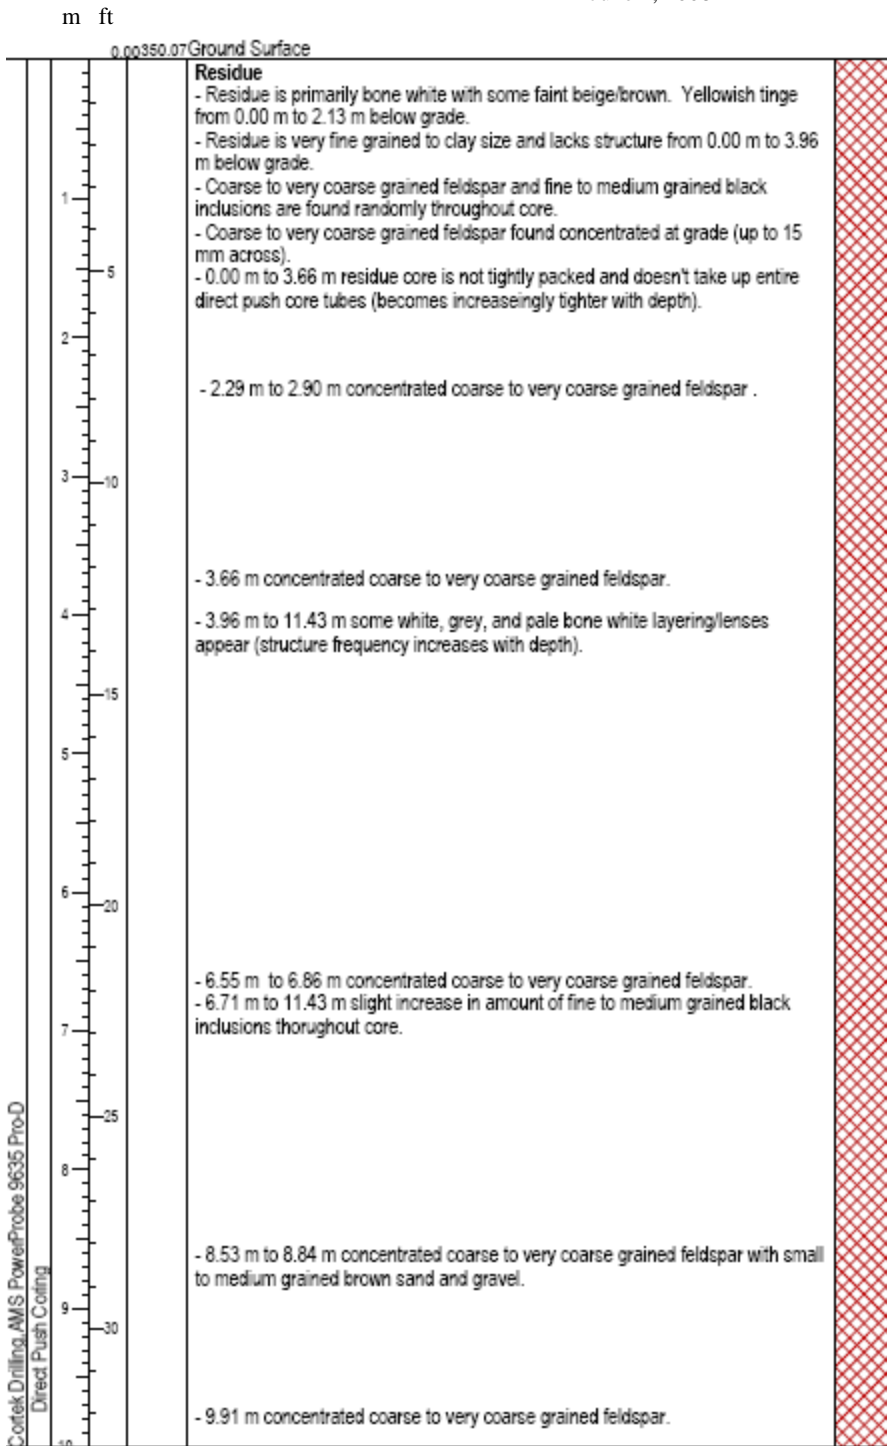 m ft
0.00 350.07 Ground Surface
Residue
- Residue is primarily bone white with some faint beige/brown. Yellowish tinge
from 0.00 m to 2.13 m below grade.
- Residue is very fine grained to clay size and lacks structure from 0.00 m to 3.96
m below grade.
- Coarse to very coarse grained feldspar and fine to medium grained black
inclusions are found randomly throughout core.
- Coarse to very coarse grained feldspar found concentrated at grade (up to 15
mm across).
- 0.00 m to 3.66 m residue core is not tightly packed and doesn't take up entire
direct push core tubes (becomes increaseingly tighter with depth).
1
5
2
- 2.29 m to 2.90 m concentrated coarse to very coarse grained feldspar .
3
10
- 3.66 m concentrated coarse to very coarse grained feldspar.
4
- 3.96 m to 11.43 m some white, grey, and pale bone white layering/lenses
appear (structure frequency increases with depth).
15
5
6
20
- 6.55 m to 6.86 m concentrated coarse to very coarse grained feldspar.
- 6.71 m to 11.43 m slight increase in amount of fine to medium grained black
inclusions thorughout core.
7
25
8
- 8.53 m to 8.84 m concentrated coarse to very coarse grained feldspar with small
to medium grained brown sand and gravel.
9
30
- 9.91 m concentrated coarse to very coarse grained feldspar.
Cortek Drilling, AMS PowerProbe 9635 Pro-D
Direct Push Coring